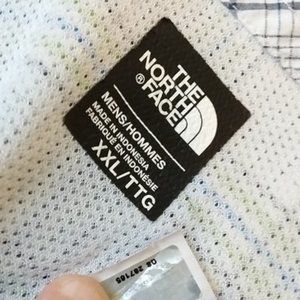 THE
NORTH
FACE®
MENS/HOMMES
MADE IN INDONESIA
FABRIQUÉ EN INDONÉSIE
XXL/TTG